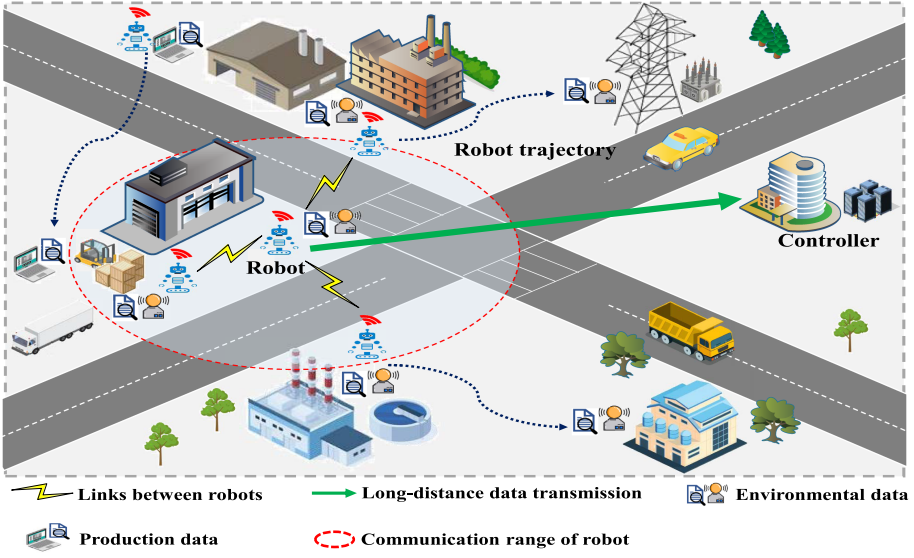 Robot trajectory
Controller
Robot
Links between robots
Long-distance data transmission
Environmental data
Production data
Communication range of robot